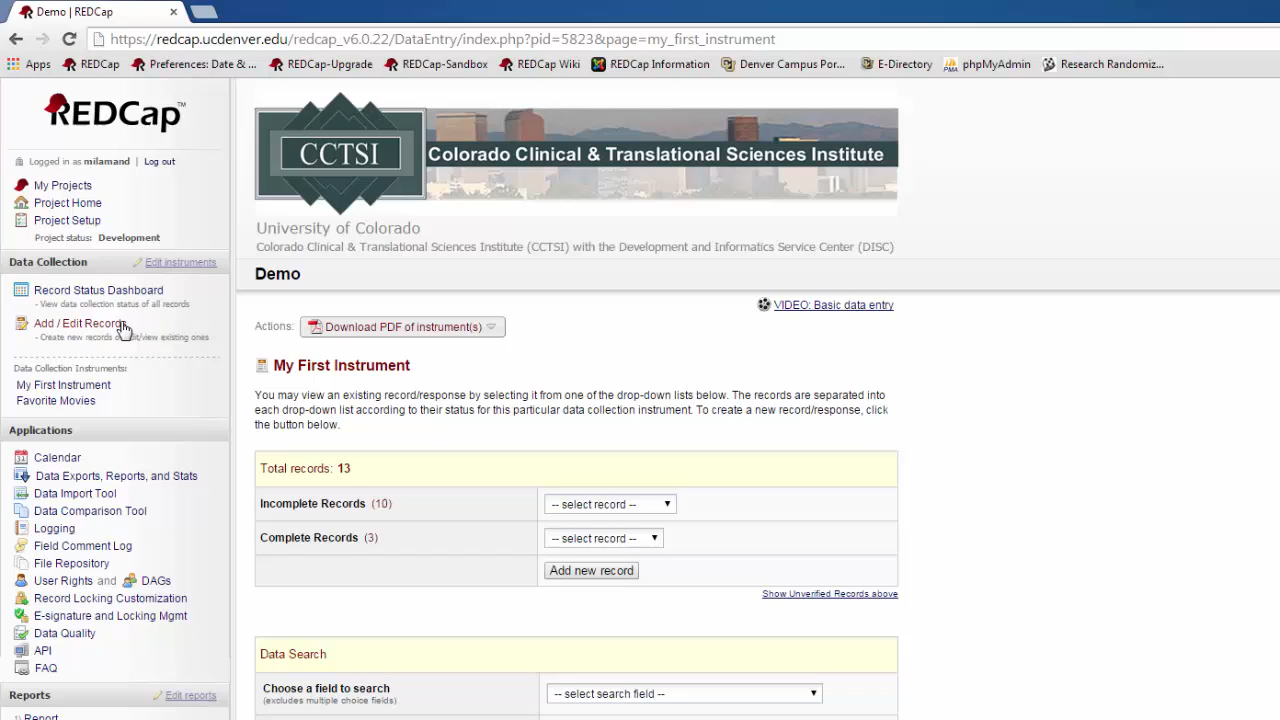 Demo | REDCap
https://redcap.ucdenver.edu/redcap_v6.0.22/DataEntry/index.php?pid=5823&page=my_first_instrument
Apps REDCap Preferences: Date & ... REDCap-Upgrade REDCap-Sandbox REDCap Wiki REDCap Information Denver Campus Por... E-Directory phpMyAdmin Research Randomiz...
REDCap™
Logged in as milamand | Log out
My Projects
Project Home
Project Setup
Project status: Development
Data Collection Edit instruments
Record Status Dashboard
- View data collection status of all records
Add / Edit Records
- Create new records or edit/view existing ones
Data Collection Instruments:
My First Instrument
Favorite Movies
Applications
Calendar
Data Exports, Reports, and Stats
Data Import Tool
Data Comparison Tool
Logging
Field Comment Log
File Repository
User Rights and DAGs
Record Locking Customization
E-signature and Locking Mgmt
Data Quality
API
FAQ
Reports Edit reports
1) Report
CCTSI Colorado Clinical & Translational Sciences Institute
University of Colorado
Colorado Clinical & Translational Sciences Institute (CCTSI) with the Development and Informatics Service Center (DISC)
Demo
VIDEO: Basic data entry
Actions: Download PDF of instrument(s)
My First Instrument
You may view an existing record/response by selecting it from one of the drop-down lists below. The records are separated into
each drop-down list according to their status for this particular data collection instrument. To create a new record/response, click
the button below.
Total records: 13
Incomplete Records (10) -- select record --
Complete Records (3) -- select record --
Add new record
Show Unverified Records above
Data Search
Choose a field to search -- select search field --
(excludes multiple choice fields)